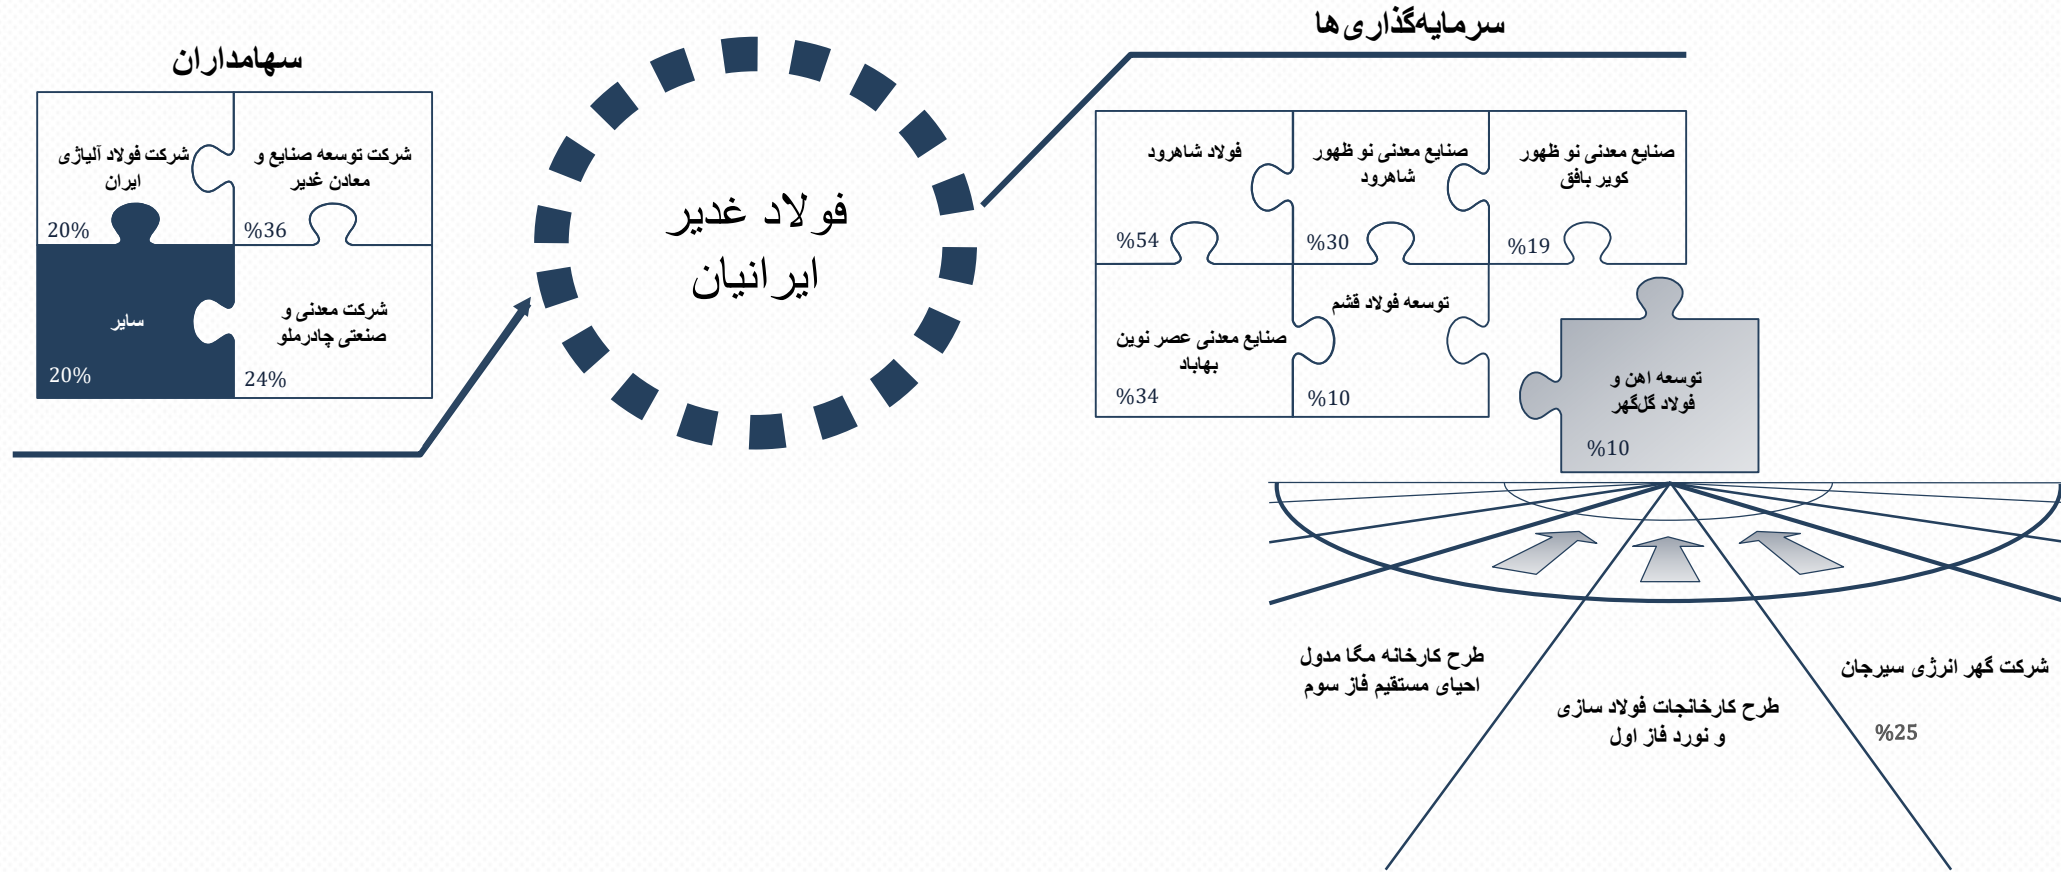 سهامداران
شرکت توسعه صنایع و
معادن غدیر
%36
شرکت فولاد آلیاژی
ایران
20%
شرکت معدنی و
صنعتی چادرملو
24%
سایر
20%
فولاد غدیر
ایرانیان
سرمایه‌گذاری‌ها
صنایع معدنی نو ظهور
کویر بافق
%19
صنایع معدنی نو ظهور
شاهرود
%30
فولاد شاهرود
%54
توسعه فولاد قشم
%10
صنایع معدنی عصر نوین
بهاباد
%34
توسعه اهن و
فولاد گل‌گهر
%10
شرکت گهر انرژی سیرجان
%25
طرح کارخانجات فولاد سازی
و نورد فاز اول
طرح کارخانه مگا مدول
احیای مستقیم فاز سوم